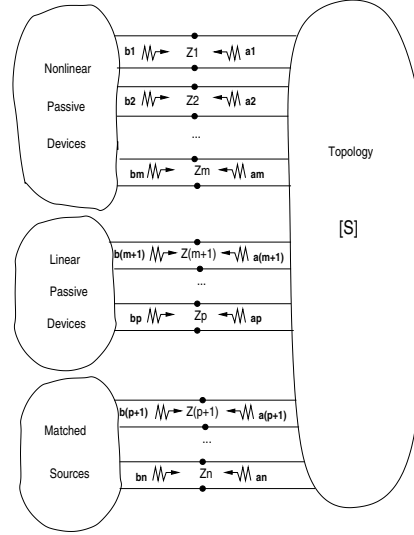 b1 Z1 a1
Nonlinear
b2 Z2 a2
Passive
...
Devices
Topology
bm Zm am
[S]
b(m+1) Z(m+1) a(m+1)
Linear
...
Passive
bp Zp ap
Devices
b(p+1) Z(p+1) a(p+1)
Matched
...
Sources
bn Zn an